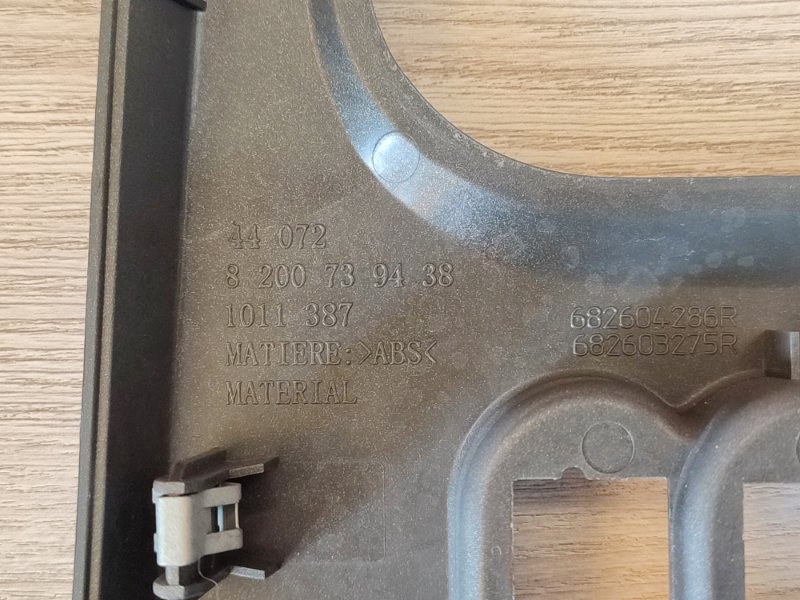 44 072
8 200 73 94 38
1011 387
MATIERE:>ABS<
MATERIAL
682604286R
682603275R